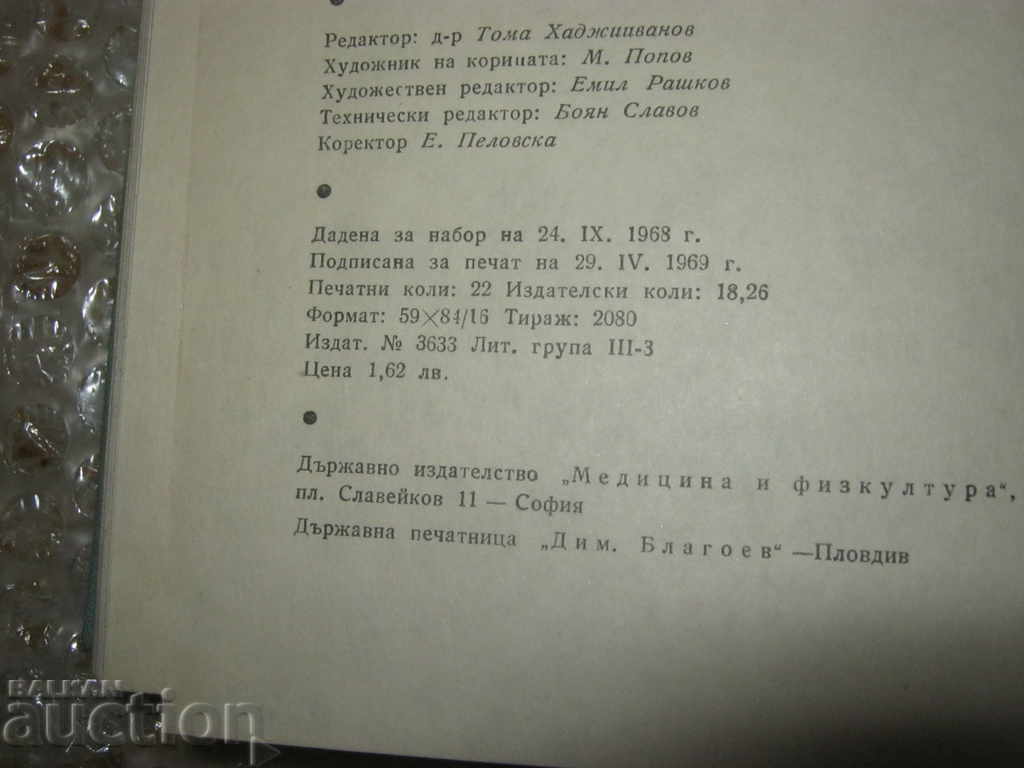 Редактор: д-р Тома Хаджииванов
Художник на корицата: М. Попов
Художествен редактор: Емил Рашков
Технически редактор: Боян Славов
Коректор Е. Пеловска
Дадена за набор на 24. IX. 1968 г.
Подписана за печат на 29. IV. 1969 г.
Печатни коли: 22 Издателски коли: 18,26
Формат: 59×84/16 Тираж: 2080
Издат. № 3633 Лит. група III-3
Цена 1,62 лв.
Държавно издателство „Медицина и физкултура“,
пл. Славейков 11 — София
Държавна печатница „Дим. Благоев“ —Пловдив
BALKAN
auction